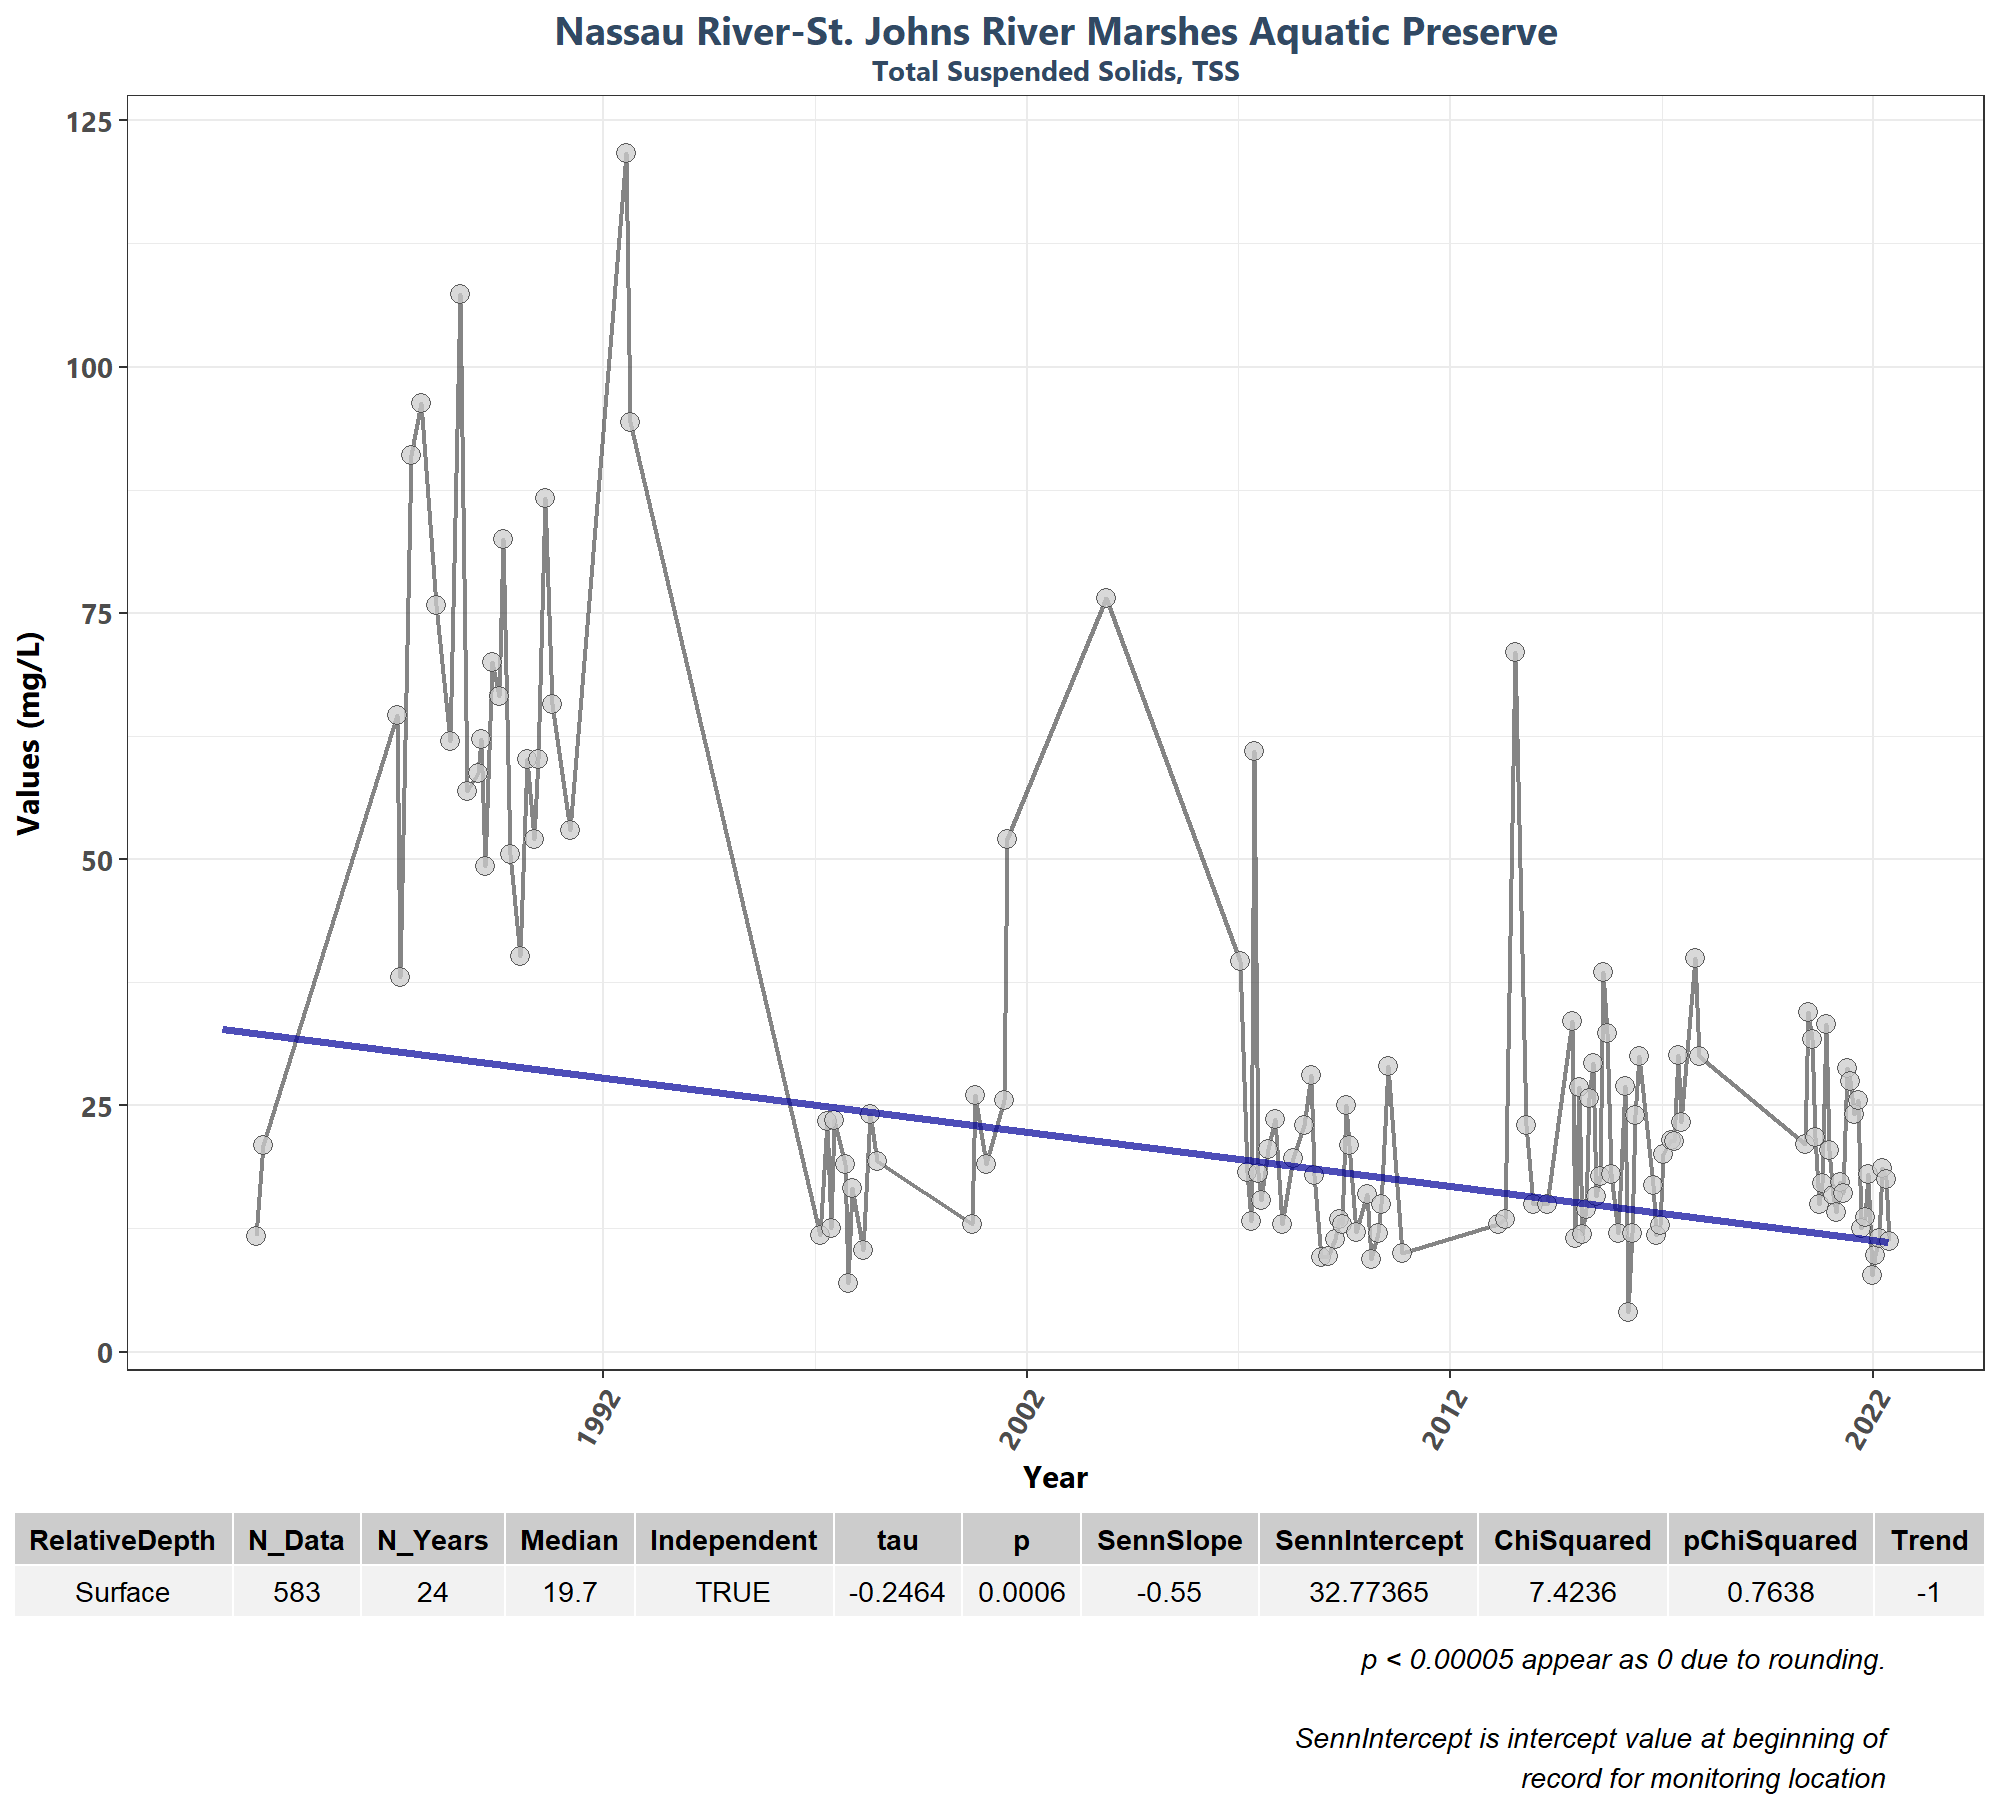 Nassau River-St. Johns River Marshes Aquatic Preserve
Total Suspended Solids, TSS
125
100
75
50
25
0
Values (mg/L)
1992
2002
2012
2022
Year
RelativeDepth N_Data N_Years Median Independent tau p SennSlope SennIntercept ChiSquared pChiSquared Trend
Surface 583 24 19.7 TRUE -0.2464 0.0006 -0.55 32.77365 7.4236 0.7638 -1
p < 0.00005 appear as 0 due to rounding.
SennIntercept is intercept value at beginning of
record for monitoring location